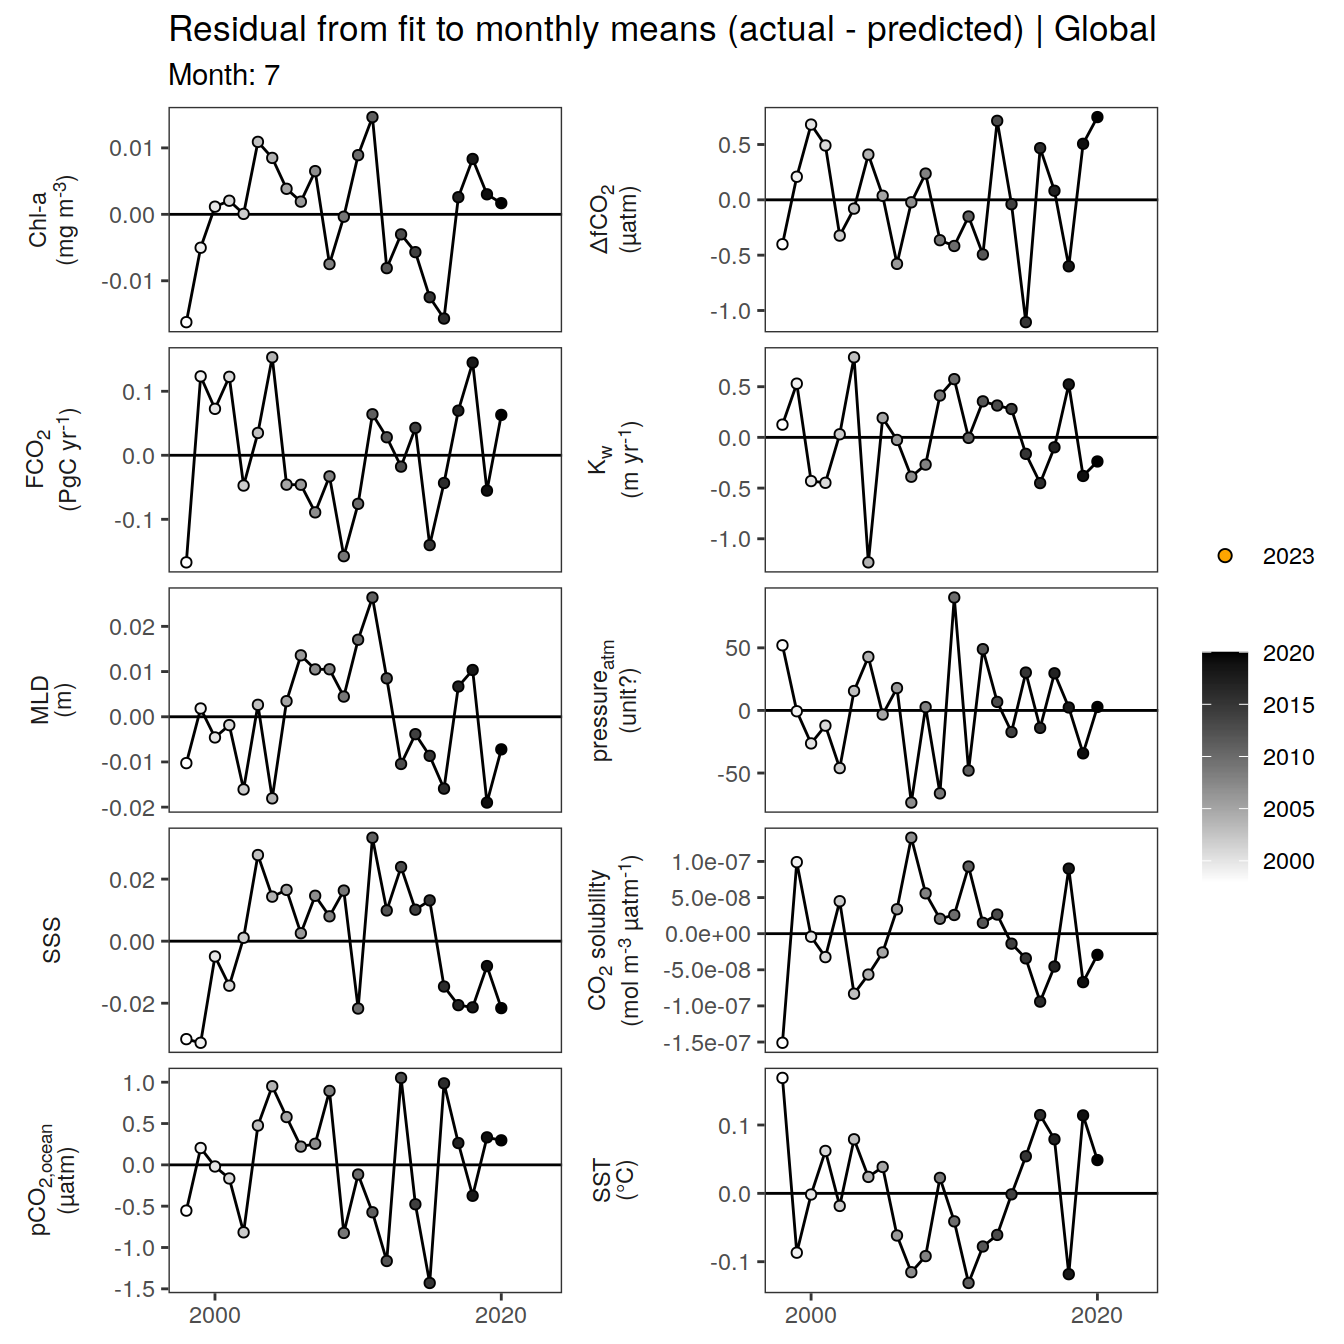 Residual from fit to monthly means (actual - predicted) | Global
Month: 7
Chl-a
(mg m-3)
0.01
0.00
-0.01
ΔfCO2
(µatm)
0.5
0.0
-0.5
-1.0
FCO2
(PgC yr-1)
0.1
0.0
-0.1
Kw
(m yr-1)
0.5
0.0
-0.5
-1.0
MLD
(m)
0.02
0.01
0.00
-0.01
-0.02
pressureatm
(unit?)
50
0
-50
SSS
0.02
0.00
-0.02
CO2 solubility
(mol m-3 µatm-1)
1.0e-07
5.0e-08
0.0e+00
-5.0e-08
-1.0e-07
-1.5e-07
pCO2,ocean
(µatm)
1.0
0.5
0.0
-0.5
-1.0
-1.5
SST
(°C)
0.1
0.0
-0.1
2000
2020
2000
2020
2023
2020
2015
2010
2005
2000